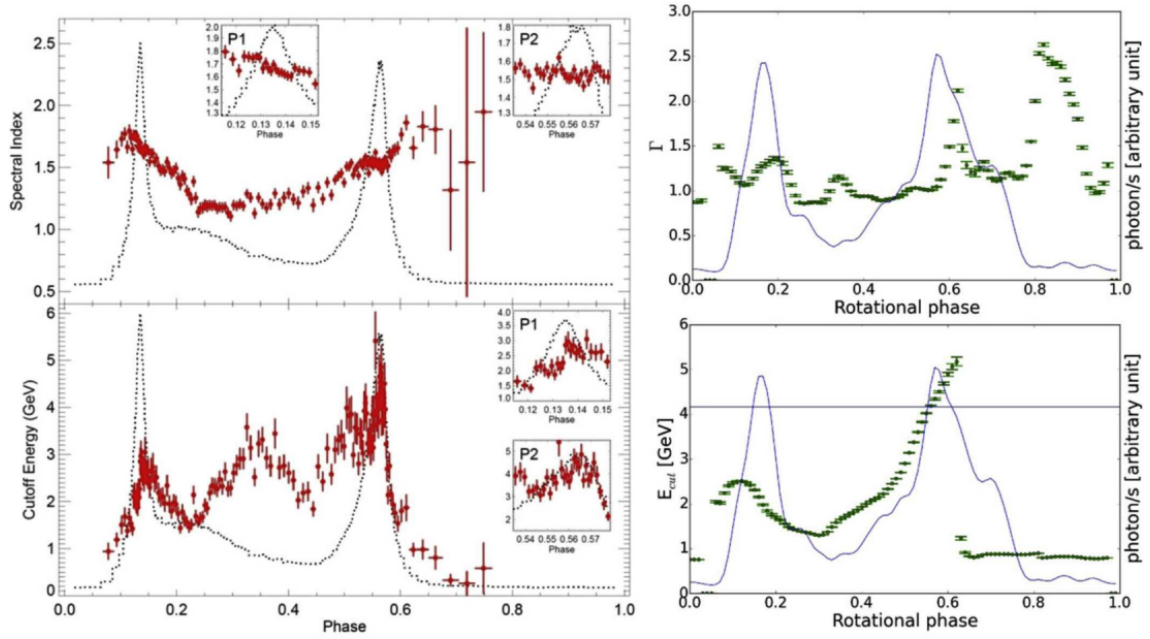 2.5
2.0
1.5
1.0
0.5
Spectral Index
P1
2.0
1.9
1.8
1.7
1.6
1.5
1.4
1.3
0.12 0.13 0.14 0.15
Phase
P2
1.8
1.7
1.6
1.5
1.4
1.3
0.54 0.55 0.56 0.57
Phase
6
5
4
3
2
1
0
Cutoff Energy (GeV)
P1
4.0
3.5
3.0
2.5
2.0
1.5
1.0
0.12 0.13 0.14 0.15
Phase
P2
5
4
3
2
0.54 0.55 0.56 0.57
Phase
0.0 0.2 0.4 0.6 0.8 1.0
Phase
3.0
2.5
2.0
1.5
1.0
0.5
0.0
Γ
photon/s [arbitrary unit]
0.0 0.2 0.4 0.6 0.8 1.0
Rotational phase
6
5
4
3
2
1
0
E_cut [GeV]
photon/s [arbitrary unit]
0.0 0.2 0.4 0.6 0.8 1.0
Rotational phase